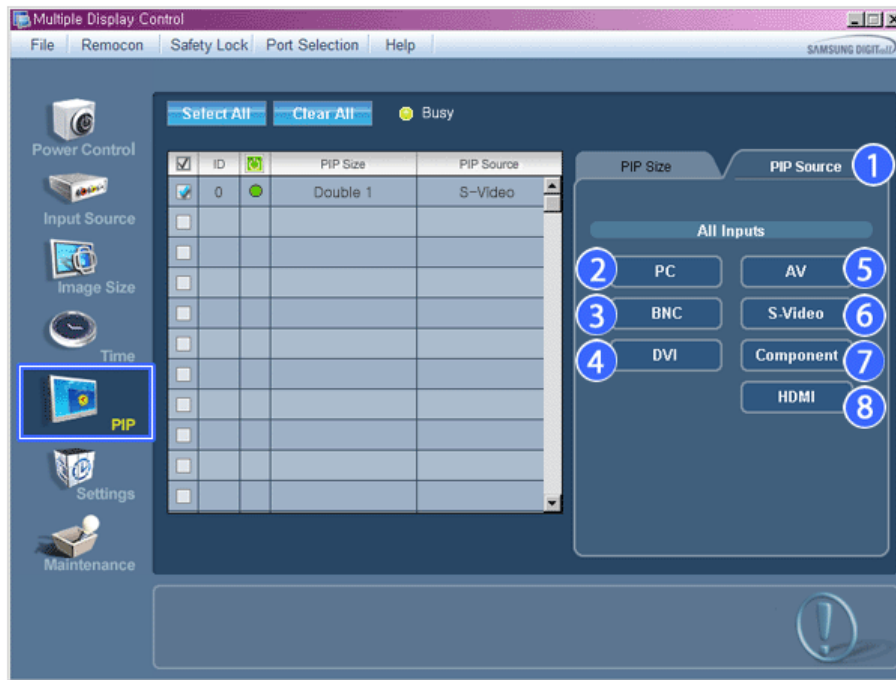 Multiple Display Control
File Remocon Safety Lock Port Selection Help
SAMSUNG DIGITall
Select All Clear All Busy
Power Control
Input Source
Image Size
Time
PIP
Settings
Maintenance
ID PIP Size PIP Source
0 Double 1 S-Video
PIP Size PIP Source 1
All Inputs
2 PC AV 5
3 BNC S-Video 6
4 DVI Component 7
HDMI 8